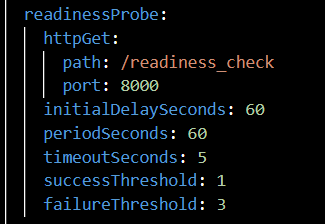 readinessProbe:
httpGet:
path: /readiness_check
port: 8000
initialDelaySeconds: 60
periodSeconds: 60
timeoutSeconds: 5
successThreshold: 1
failureThreshold: 3